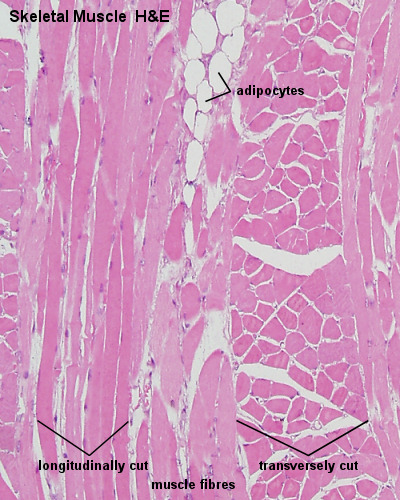 Skeletal Muscle H&E
adipocytes
longitudinally cut
transversely cut
muscle fibres